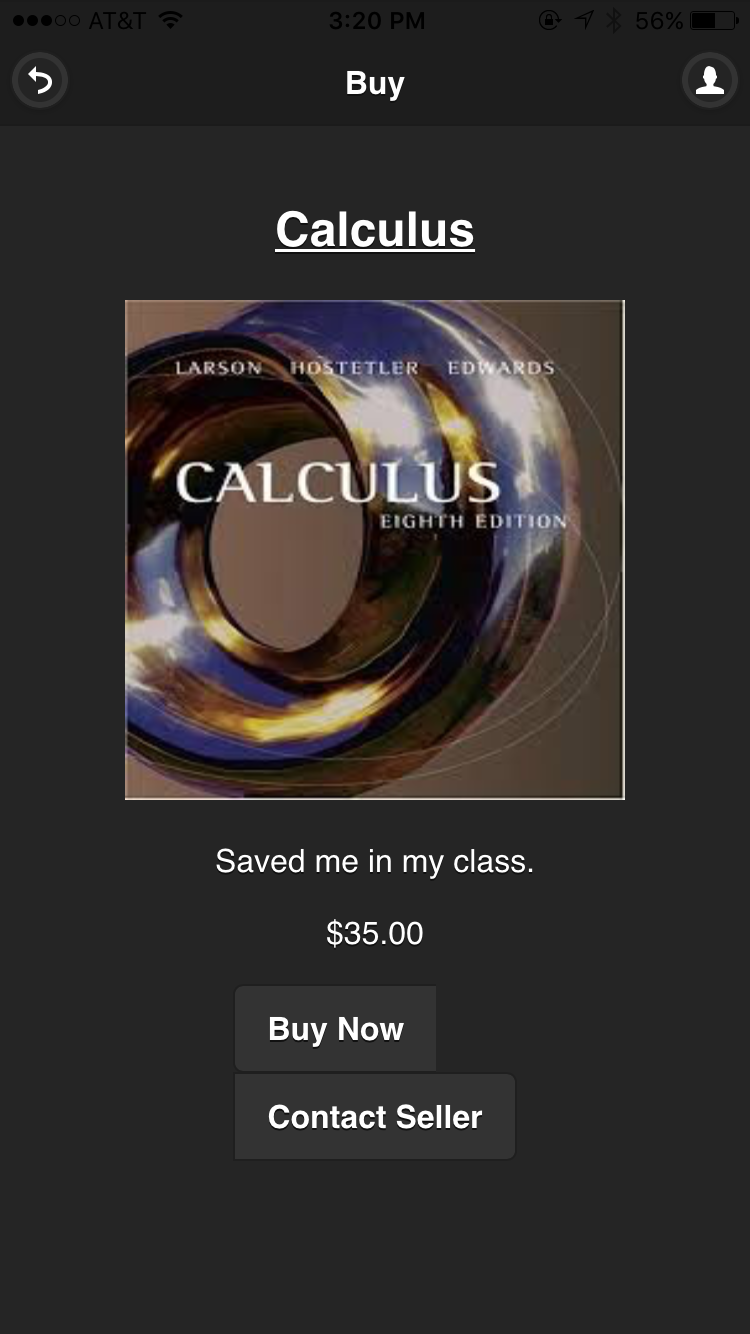 AT&T 3:20 PM 56%
Buy
Calculus
LARSON HOSTETLER EDWARDS
CALCULUS
EIGHTH EDITION
Saved me in my class.
$35.00
Buy Now
Contact Seller